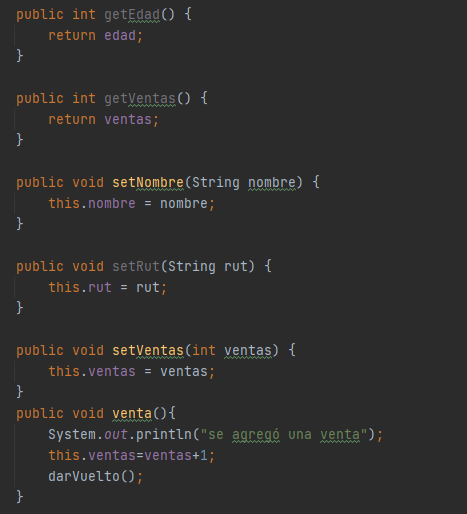 public int getEdad() {
    return edad;
}

public int getVentas() {
    return ventas;
}

public void setNombre(String nombre) {
    this.nombre = nombre;
}

public void setRut(String rut) {
    this.rut = rut;
}

public void setVentas(int ventas) {
    this.ventas = ventas;
}
public void venta(){
    System.out.println("se agregó una venta");
    this.ventas=ventas+1;
    darVuelto();
}